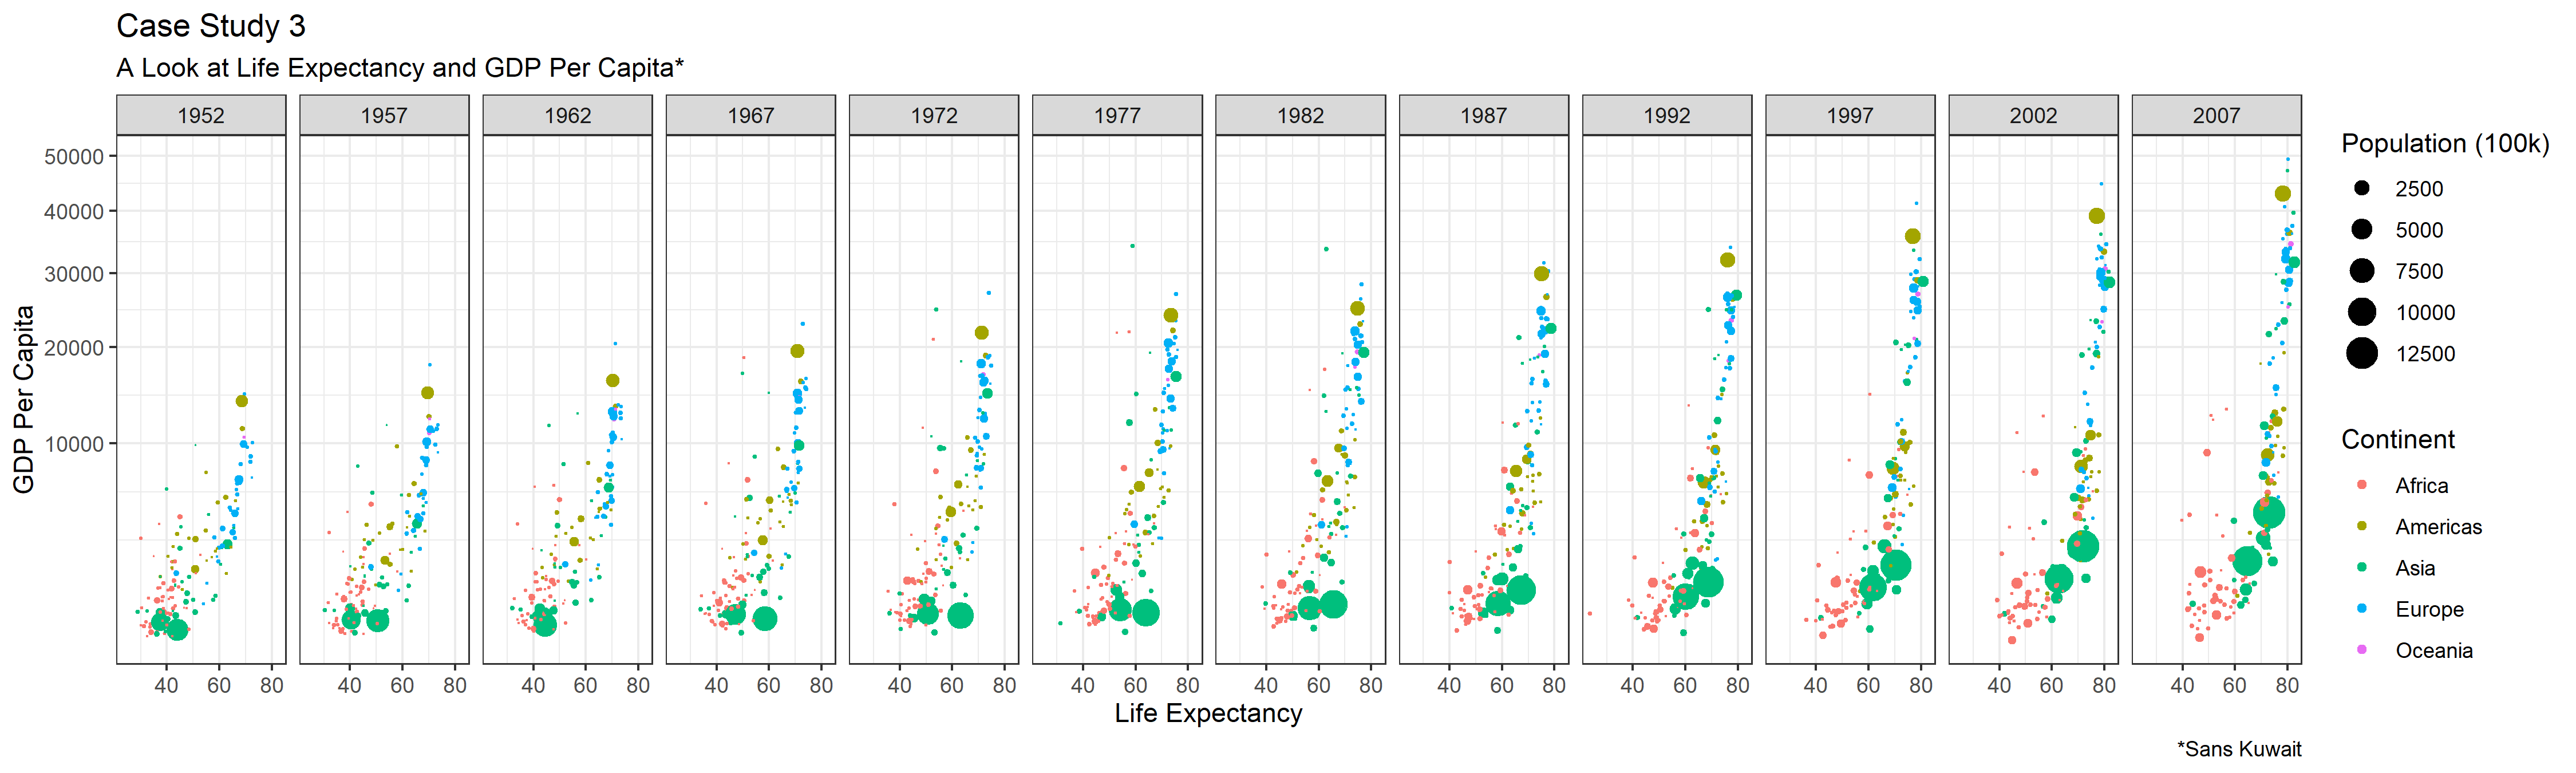 Case Study 3
A Look at Life Expectancy and GDP Per Capita*
1952 1957 1962 1967 1972 1977 1982 1987 1992 1997 2002 2007
50000
40000
30000
20000
10000
GDP Per Capita
40 60 80 40 60 80 40 60 80 40 60 80 40 60 80 40 60 80 40 60 80 40 60 80 40 60 80 40 60 80 40 60 80 40 60 80
Life Expectancy
*Sans Kuwait
Population (100k)
2500
5000
7500
10000
12500
Continent
Africa
Americas
Asia
Europe
Oceania